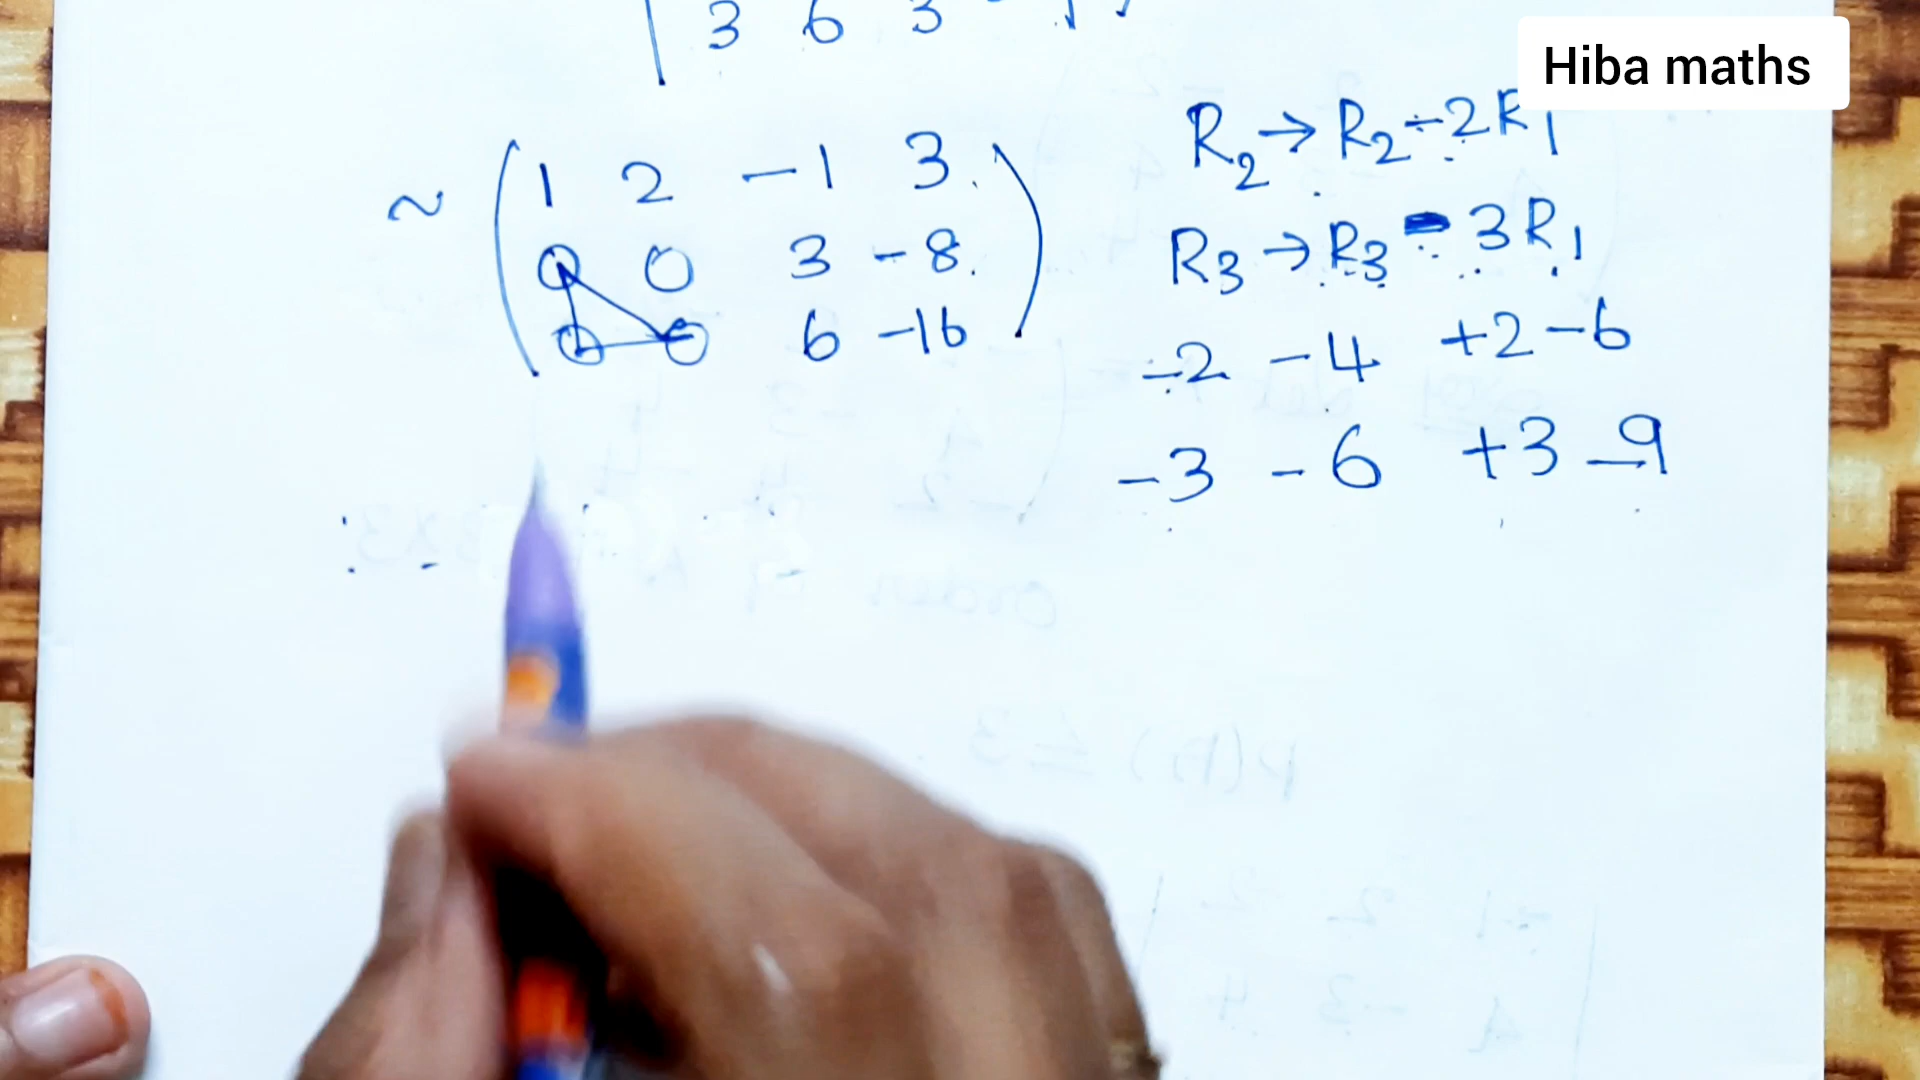 3 6 3
Hiba maths
R2 → R2 - 2R1
~ ( 1 2 -1 3 )
0 0 3 -8
0 0 6 -16
R3 → R3 - 3R1
-2 -4 +2 -6
-3 -6 +3 -9